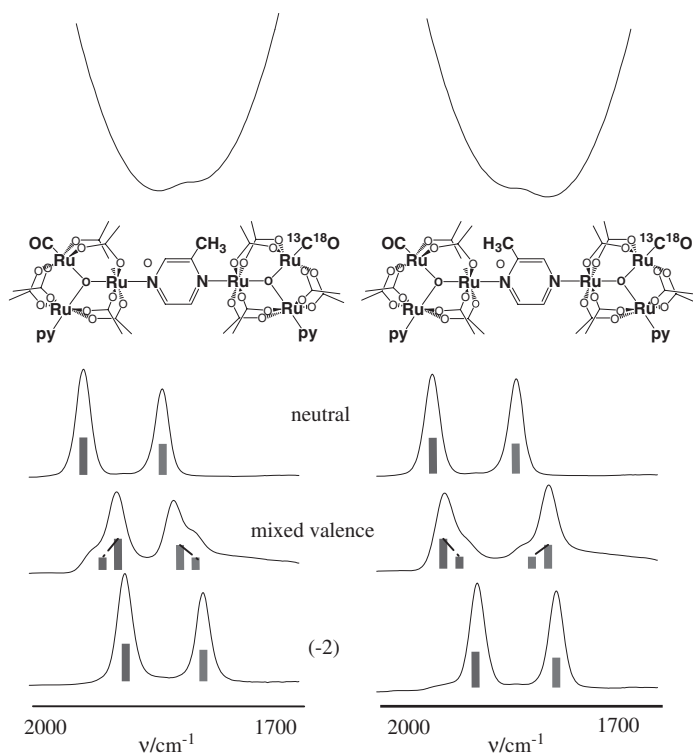 OC
CH₃
¹³C¹⁸O
Ru
O
Ru
O
Ru
N
N
Ru
O
Ru
Ru
py
py
OC
H₃C
¹³C¹⁸O
Ru
O
Ru
O
Ru
N
N
Ru
O
Ru
Ru
py
py
neutral
mixed valence
(-2)
2000 1700
ν/cm⁻¹
2000 1700
ν/cm⁻¹